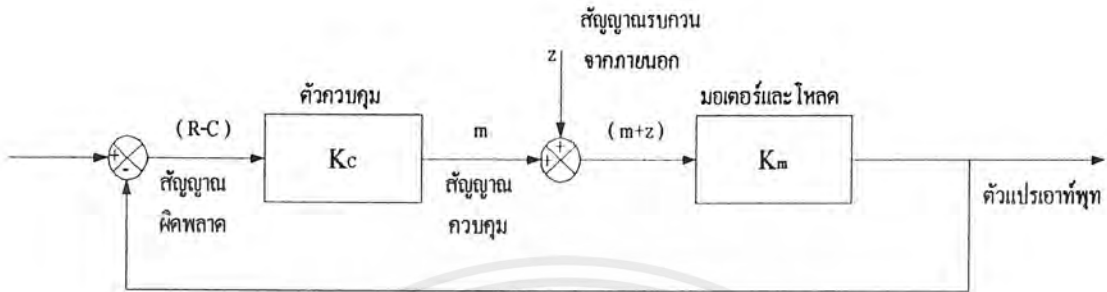 สัญญาณรบกวน
z
จากภายนอก
ตัวควบคุม
มอเตอร์และโหลด
(R-C)
m
(m+z)
+
-
Kc
+
+
Km
สัญญาณ
ผิดพลาด
สัญญาณ
ควบคุม
ตัวแปรเอาท์พุท